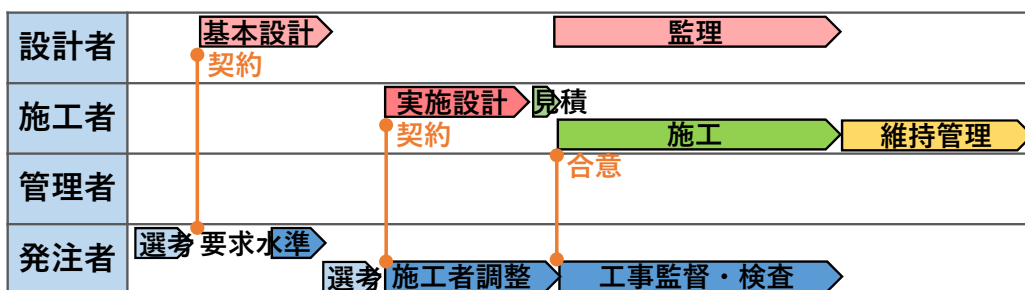 設計者
基本設計
監理
契約
施工者
実施設計
見積
契約
施工
維持管理
合意
管理者
発注者
選考
要求水準
選考
施工者調整
工事監督・検査